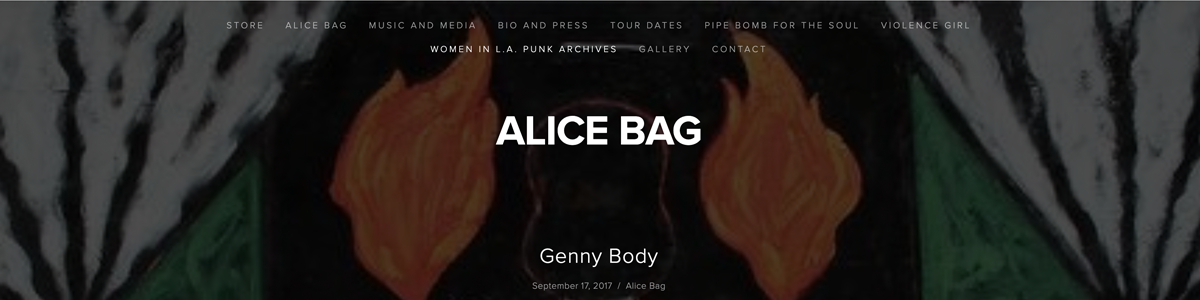 STORE ALICE BAG MUSIC AND MEDIA BIO AND PRESS TOUR DATES PIPE BOMB FOR THE SOUL VIOLENCE GIRL
WOMEN IN L.A. PUNK ARCHIVES GALLERY CONTACT
ALICE BAG
Genny Body
September 17, 2017 / Alice Bag